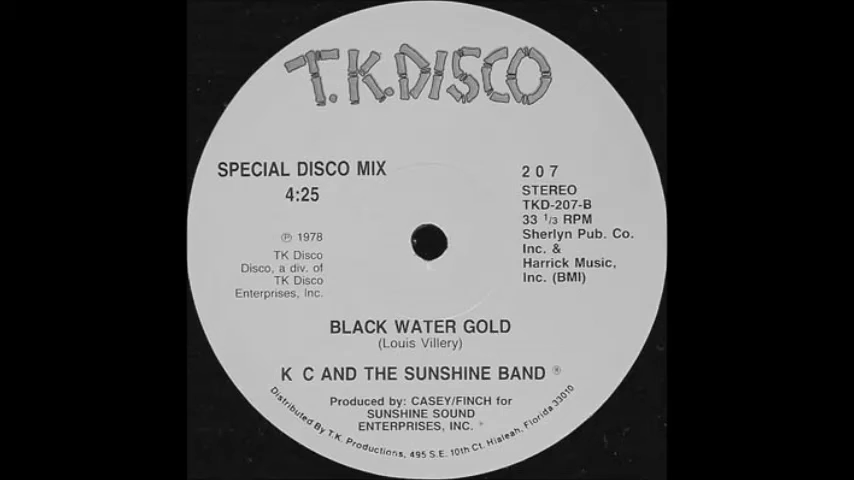 T.K.DISCO
SPECIAL DISCO MIX
4:25
℗ 1978
TK Disco
Disco, a div. of
TK Disco
Enterprises, Inc.
207
STEREO
TKD-207-B
33 1/3 RPM
Sherlyn Pub. Co.
Inc. &
Harrick Music,
Inc. (BMI)
BLACK WATER GOLD
(Louis Villery)
K C AND THE SUNSHINE BAND ®
Produced by: CASEY/FINCH for
SUNSHINE SOUND
ENTERPRISES, INC.
Distributed By T.K. Productions, 495 S.E. 10th Ct. Hialeah, Florida 33010